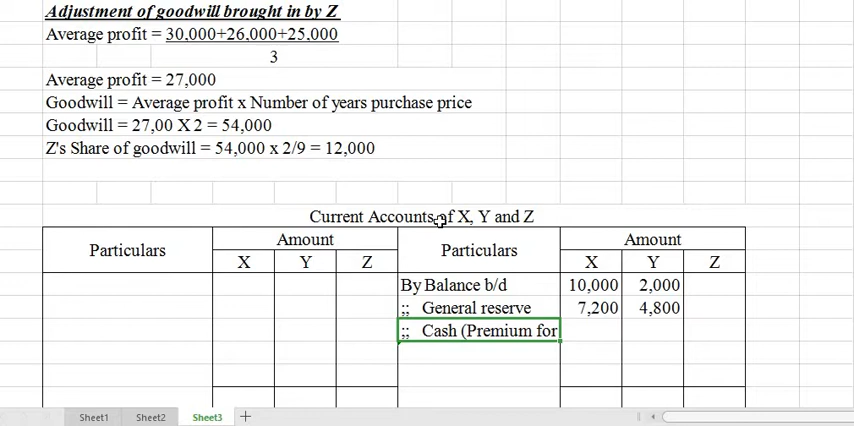 Adjustment of goodwill brought in by Z
Average profit = 30,000+26,000+25,000
3
Average profit = 27,000
Goodwill = Average profit x Number of years purchase price
Goodwill = 27,00 X 2 = 54,000
Z's Share of goodwill = 54,000 x 2/9 = 12,000
Current Accounts of X, Y and Z
Particulars Amount Particulars Amount
X Y Z X Y Z
By Balance b/d 10,000 2,000
;; General reserve 7,200 4,800
;; Cash (Premium for
Sheet1 Sheet2 Sheet3 +